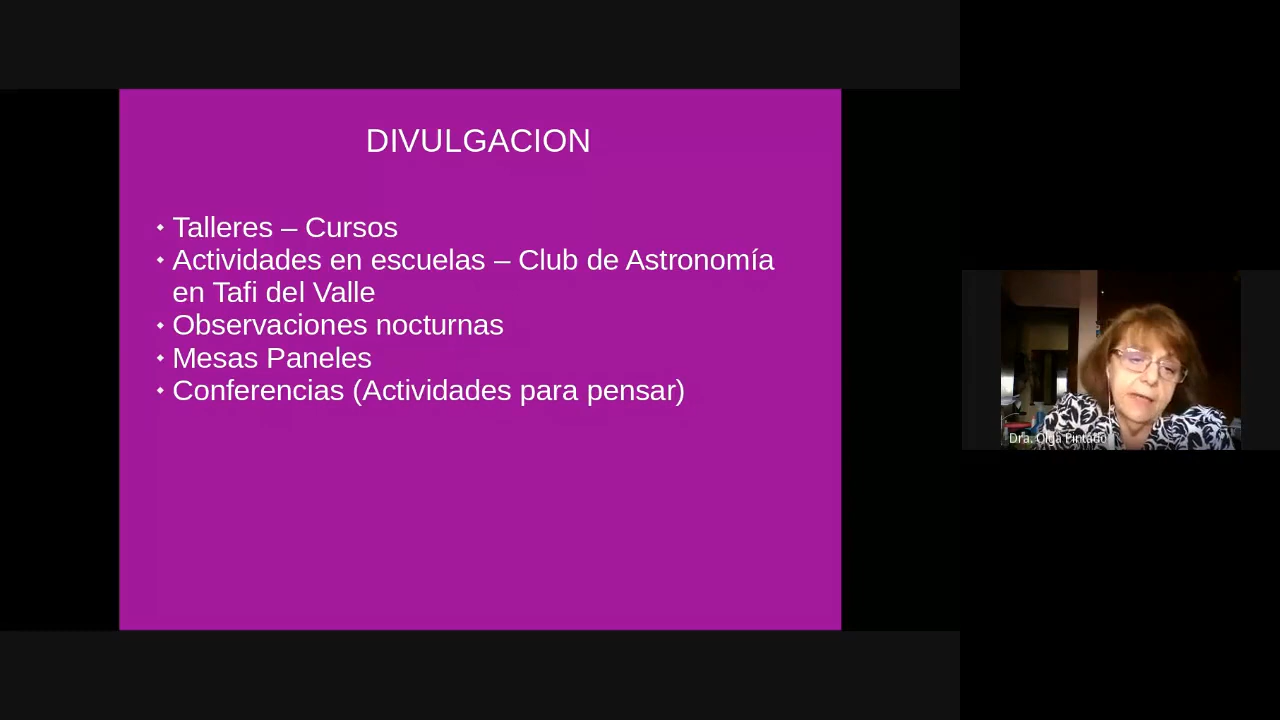 DIVULGACION
• Talleres – Cursos
• Actividades en escuelas – Club de Astronomía
en Tafi del Valle
• Observaciones nocturnas
• Mesas Paneles
• Conferencias (Actividades para pensar)
Dra. Olga Pintado